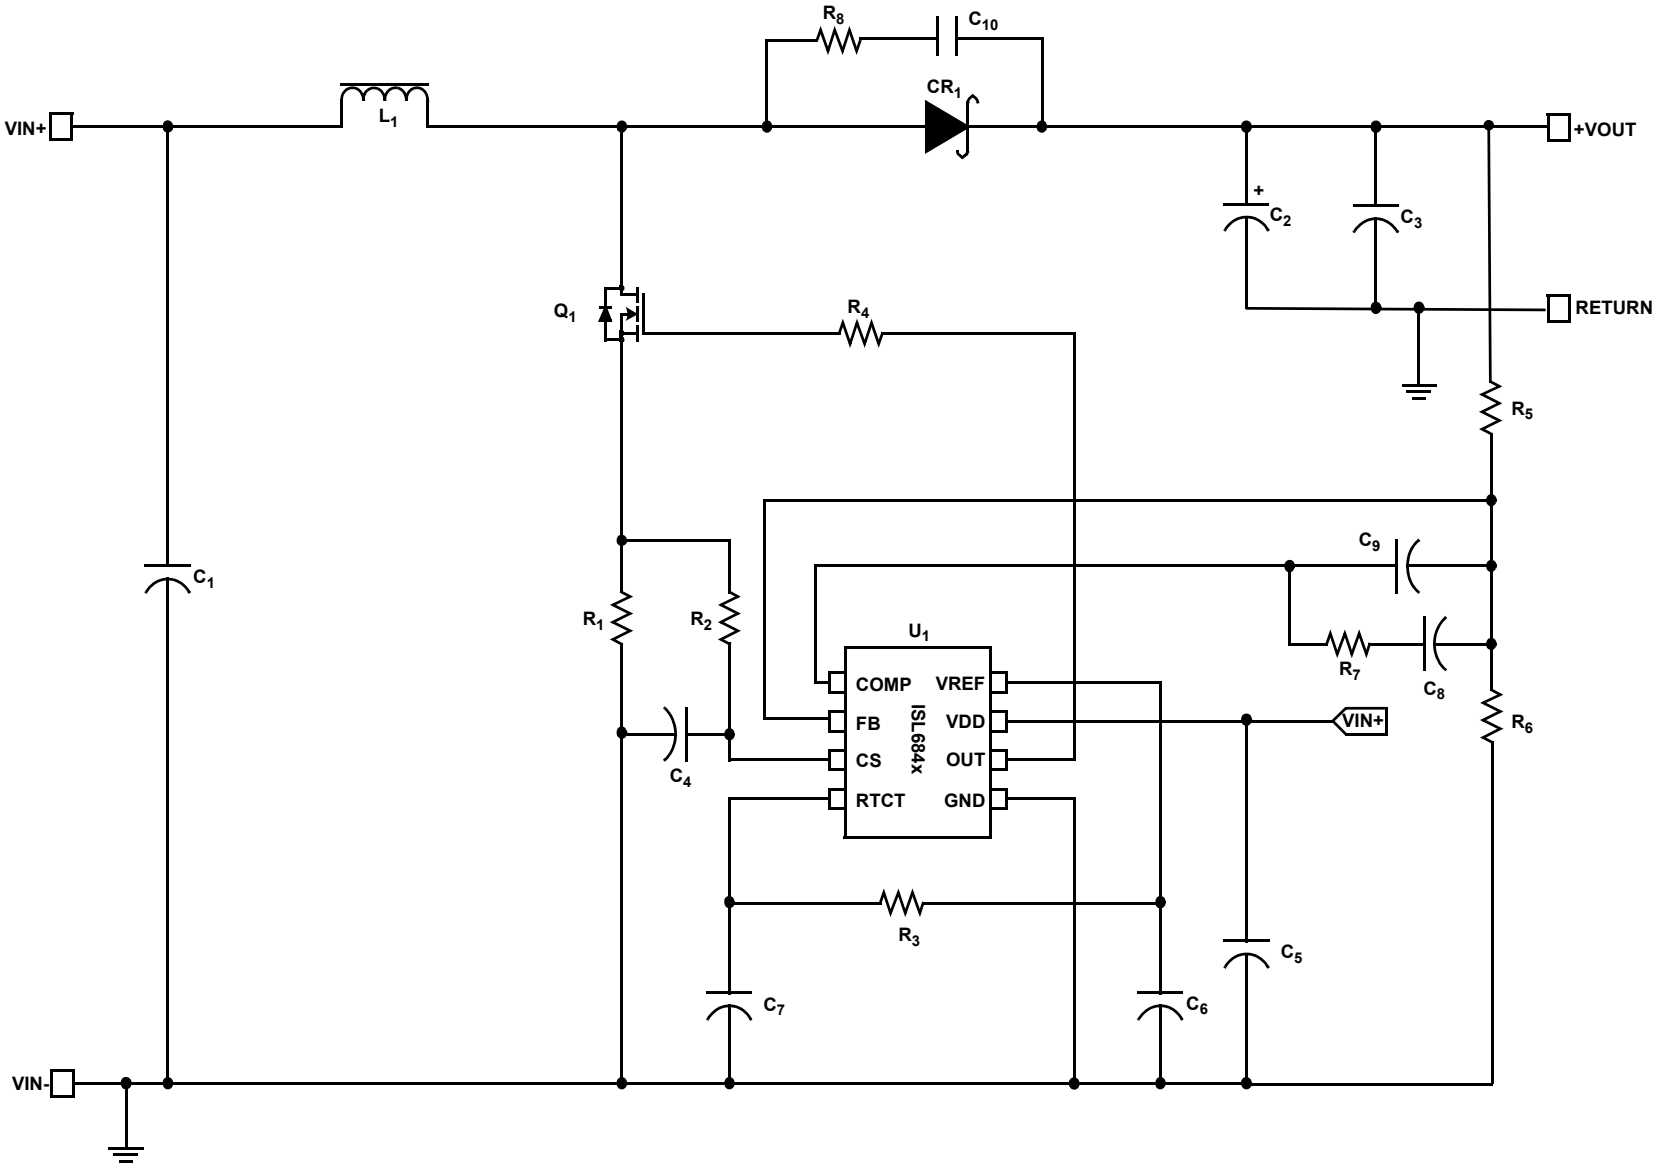 R8
C10
CR1
VIN+
L1
+VOUT
+
C2
C3
Q1
R4
RETURN
R5
C9
C1
R1
R2
U1
R7
C8
COMP
VREF
FB
VDD
VIN+
R6
CS
OUT
C4
RTCT
GND
ISL684x
R3
C5
C7
C6
VIN-